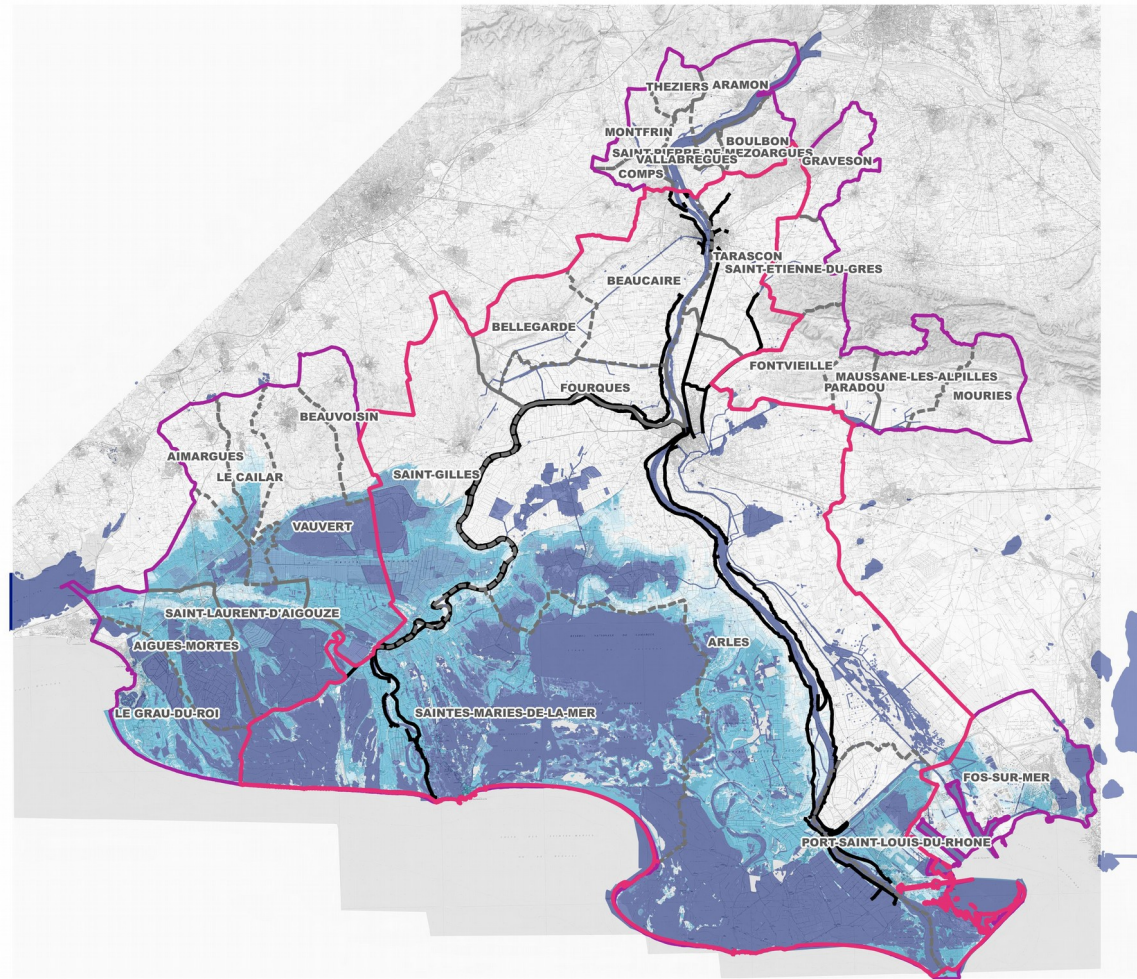 THEZIERS
ARAMON
MONTFRIN
BOULBON
SAINT-PIERRE-DE-MEZOARGUES
VALLABREGUES
GRAVESON
COMPS
TARASCON
SAINT-ETIENNE-DU-GRES
BEAUCAIRE
BELLEGARDE
FONTVIEILLE
MAUSSANE-LES-ALPILLES
PARADOU
FOURQUES
MOURIES
BEAUVOISIN
AIMARGUES
LE CAILAR
SAINT-GILLES
VAUVERT
SAINT-LAURENT-D'AIGOUZE
AIGUES-MORTES
ARLES
LE GRAU-DU-ROI
SAINTES-MARIES-DE-LA-MER
FOS-SUR-MER
PORT-SAINT-LOUIS-DU-RHONE